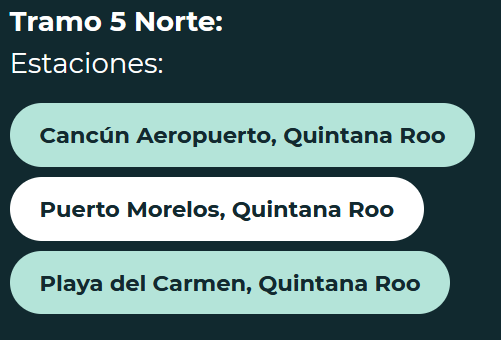 Tramo 5 Norte:
Estaciones:
Cancún Aeropuerto, Quintana Roo
Puerto Morelos, Quintana Roo
Playa del Carmen, Quintana Roo